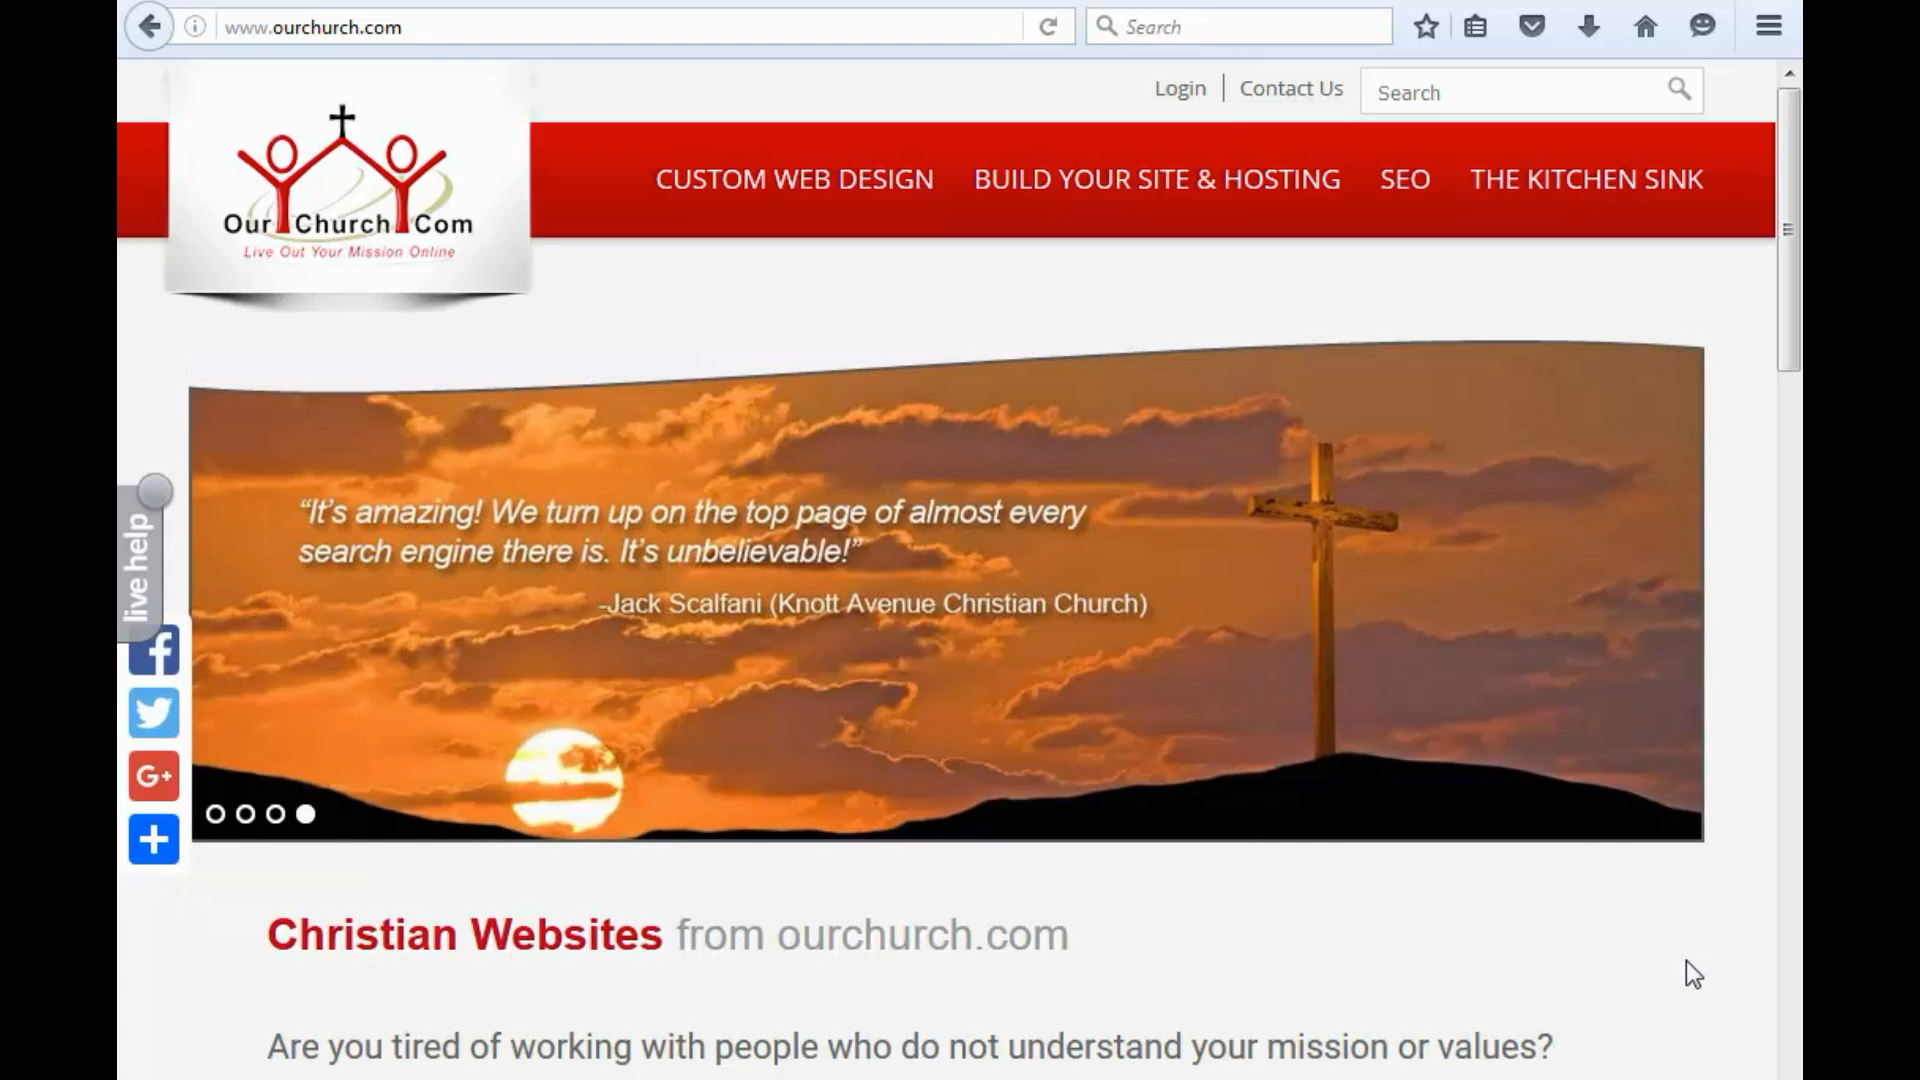 www.ourchurch.com
Search
Login
Contact Us
Search
CUSTOM WEB DESIGN
BUILD YOUR SITE & HOSTING
SEO
THE KITCHEN SINK
Our Church Com
Live Out Your Mission Online
“It’s amazing! We turn up on the top page of almost every
search engine there is. It’s unbelievable!”
-Jack Scalfani (Knott Avenue Christian Church)
live help
G+
Christian Websites from ourchurch.com
Are you tired of working with people who do not understand your mission or values?